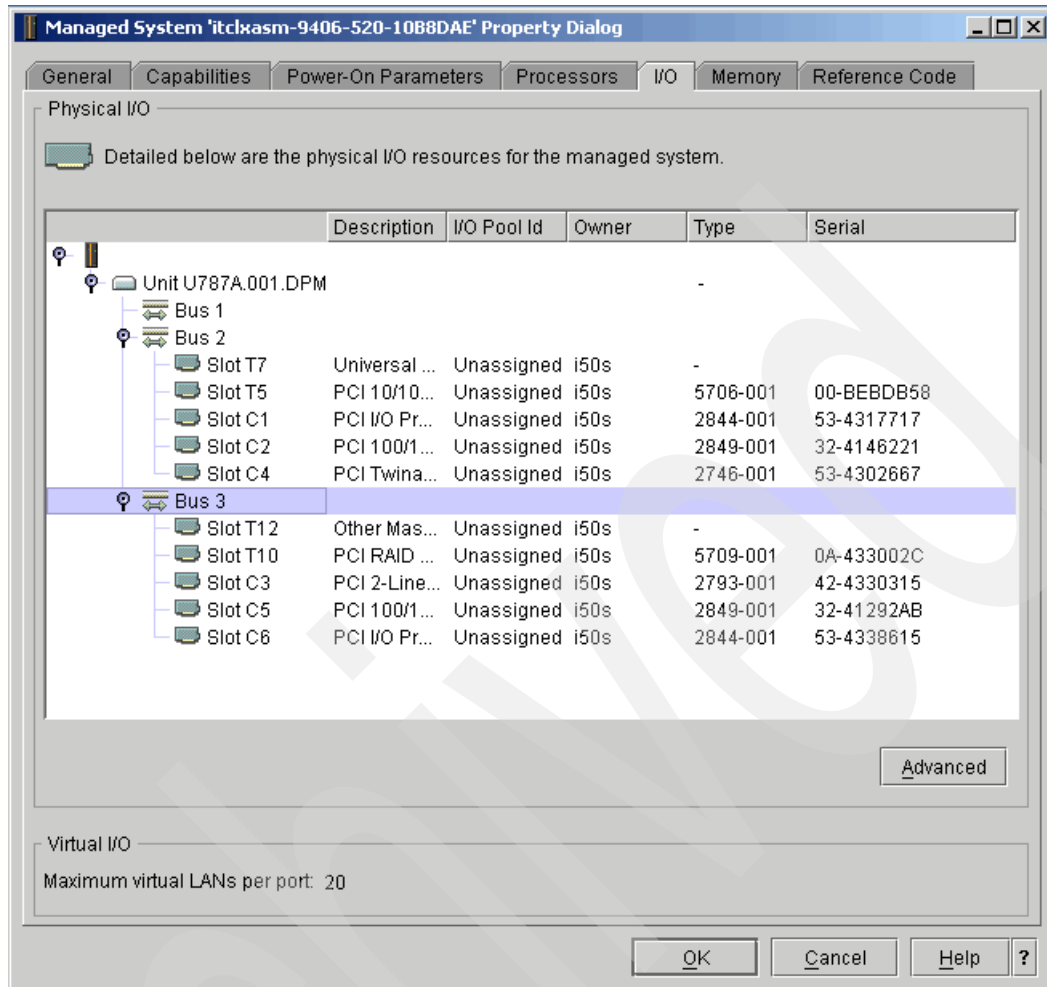 Managed System 'itclxasm-9406-520-10B8DAE' Property Dialog
General Capabilities Power-On Parameters Processors I/O Memory Reference Code
Physical I/O
Detailed below are the physical I/O resources for the managed system.
Description I/O Pool Id Owner Type Serial
Unit U787A.001.DPM -
Bus 1
Bus 2
Slot T7 Universal ... Unassigned i50s -
Slot T5 PCI 10/10... Unassigned i50s 5706-001 00-BEBDB58
Slot C1 PCI I/O Pr... Unassigned i50s 2844-001 53-4317717
Slot C2 PCI 100/1... Unassigned i50s 2849-001 32-4146221
Slot C4 PCI Twina... Unassigned i50s 2746-001 53-4302667
Bus 3
Slot T12 Other Mas... Unassigned i50s -
Slot T10 PCI RAID ... Unassigned i50s 5709-001 0A-433002C
Slot C3 PCI 2-Line... Unassigned i50s 2793-001 42-4330315
Slot C5 PCI 100/1... Unassigned i50s 2849-001 32-41292AB
Slot C6 PCI I/O Pr... Unassigned i50s 2844-001 53-4338615
Advanced
Virtual I/O
Maximum virtual LANs per port: 20
OK Cancel Help ?